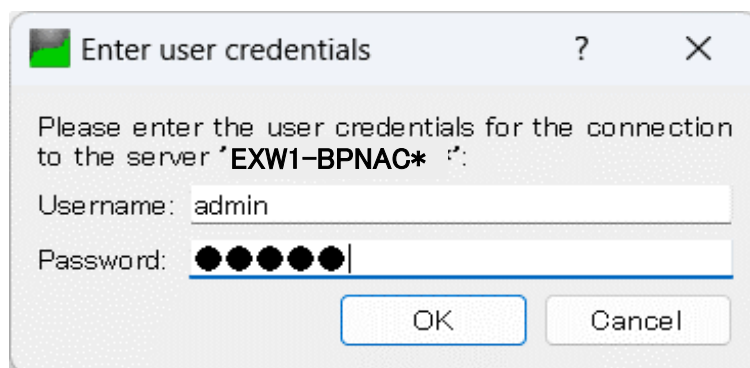 Enter user credentials ? ×
Please enter the user credentials for the connection
to the server "EXW1-BPNAC* ":
Username: admin
Password: ●●●●●
OK Cancel